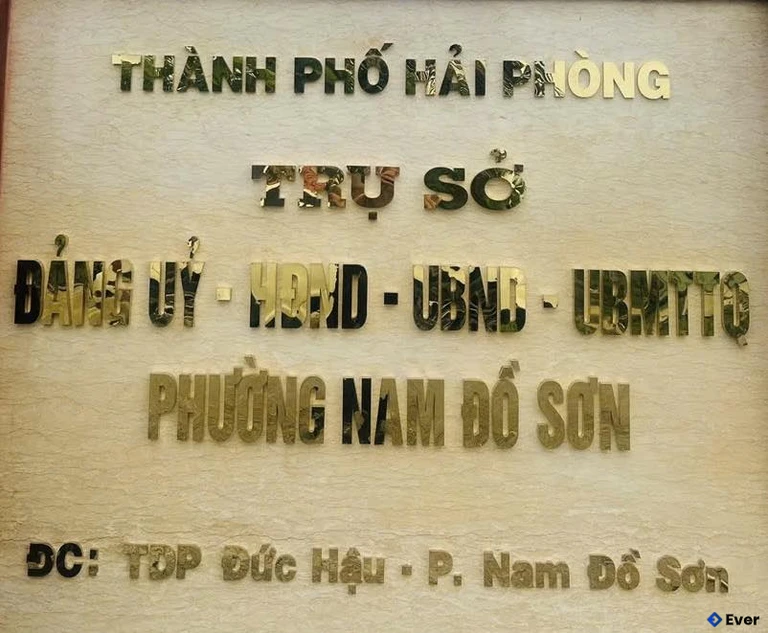 THÀNH PHỐ HẢI PHÒNG
TRỤ SỞ
ĐẢNG UỶ - HĐND - UBND - UBMTTQ
PHƯỜNG NAM ĐỒ SƠN
ĐC: TDP Đức Hậu - P. Nam Đồ Sơn
Ever